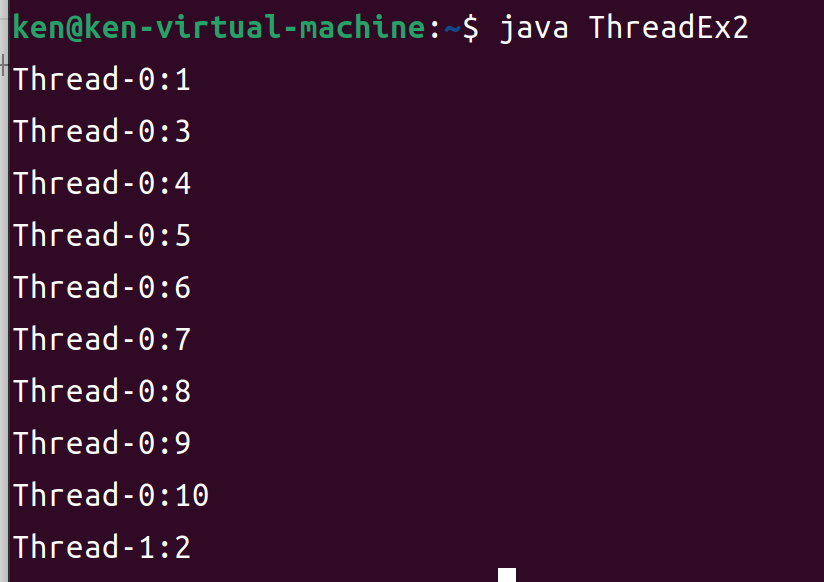 ken@ken-virtual-machine:~$ java ThreadEx2
Thread-0:1
Thread-0:3
Thread-0:4
Thread-0:5
Thread-0:6
Thread-0:7
Thread-0:8
Thread-0:9
Thread-0:10
Thread-1:2